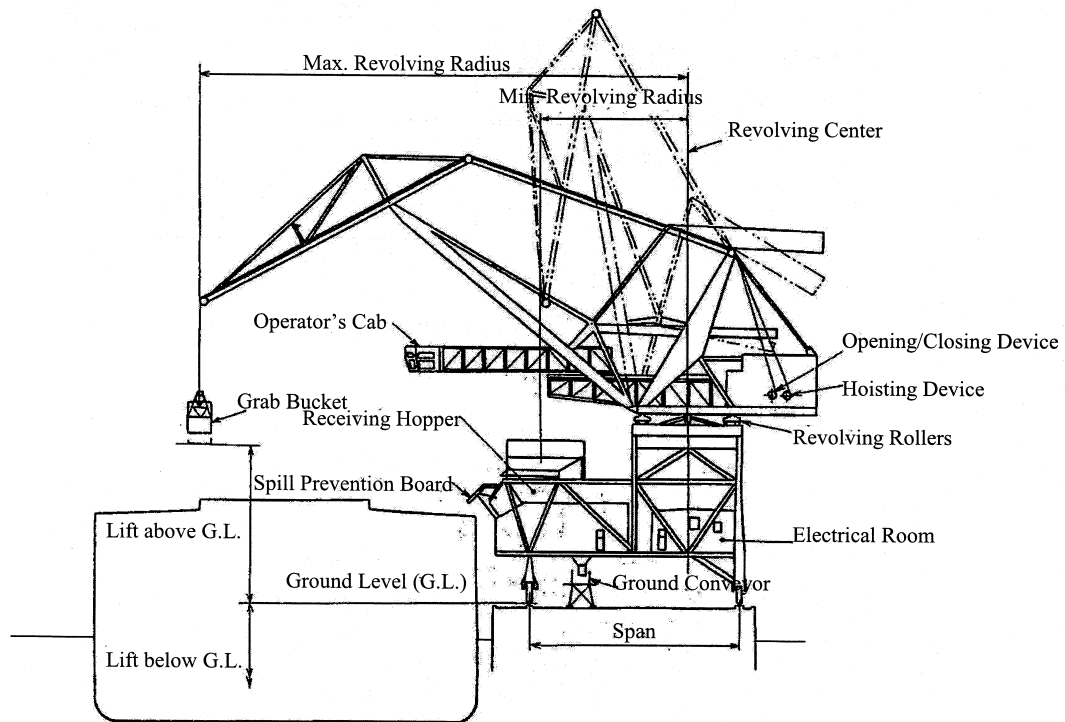 Max. Revolving Radius
Min. Revolving Radius
Revolving Center
Operator's Cab
Opening/Closing Device
Hoisting Device
Grab Bucket
Receiving Hopper
Revolving Rollers
Spill Prevention Board
Lift above G.L.
Electrical Room
Ground Level (G.L.)
Ground Conveyor
Span
Lift below G.L.